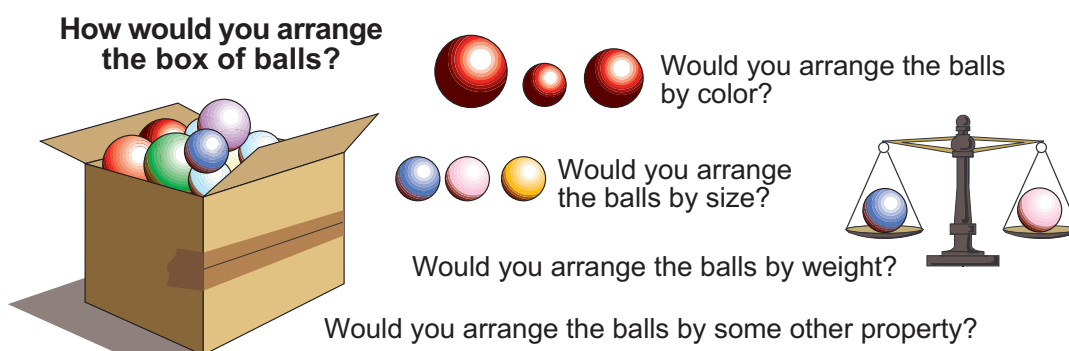 How would you arrange
the box of balls?
Would you arrange the balls
by color?
Would you arrange
the balls by size?
Would you arrange the balls by weight?
Would you arrange the balls by some other property?